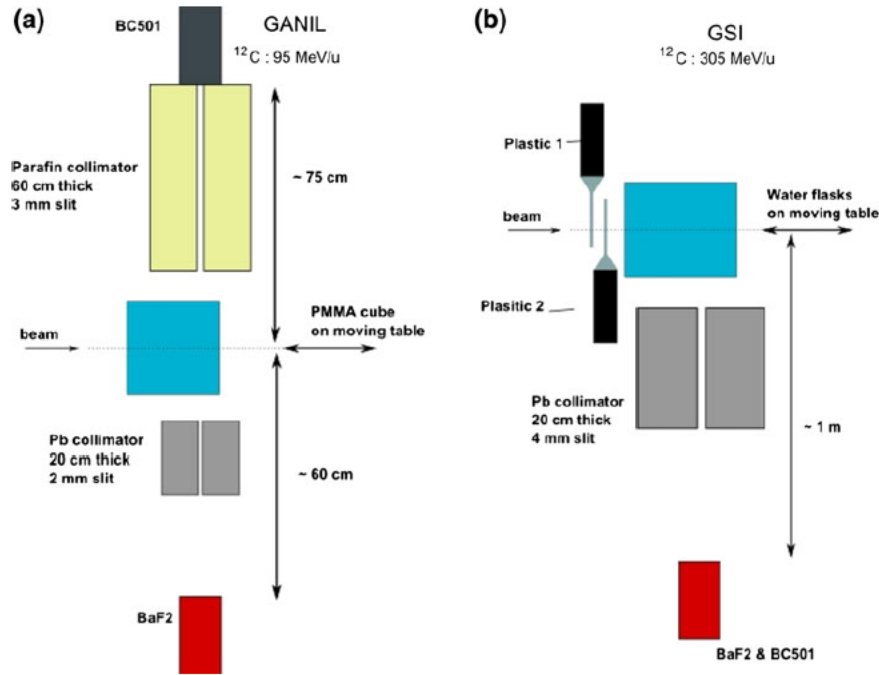 (a)
BC501
GANIL
12C : 95 MeV/u
Parafin collimator
60 cm thick
3 mm slit
~ 75 cm
beam
PMMA cube
on moving table
Pb collimator
20 cm thick
2 mm slit
~ 60 cm
BaF2
(b)
GSI
12C : 305 MeV/u
Plastic 1
beam
Water flasks
on moving table
Plasitic 2
Pb collimator
20 cm thick
4 mm slit
~ 1 m
BaF2 & BC501